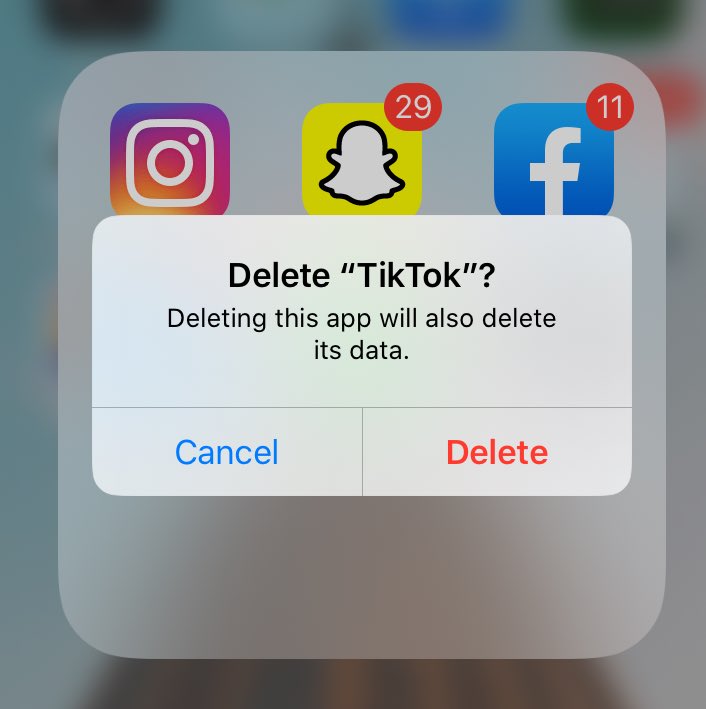 29
11
Delete “TikTok”?
Deleting this app will also delete
its data.
Cancel
Delete